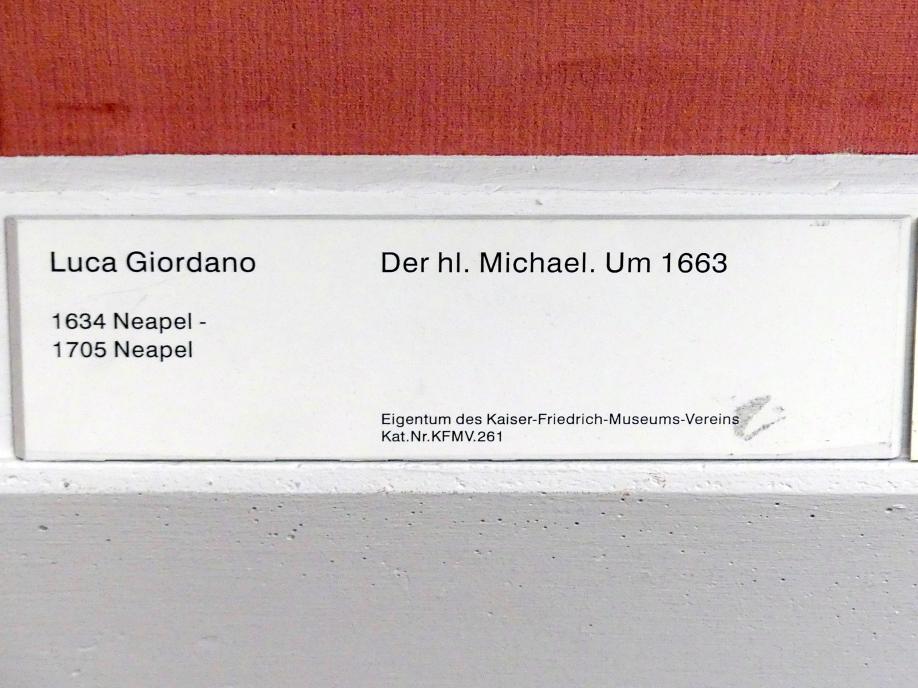 Luca Giordano
Der hl. Michael. Um 1663
1634 Neapel -
1705 Neapel
Eigentum des Kaiser-Friedrich-Museums-Vereins
Kat.Nr.KFMV.261